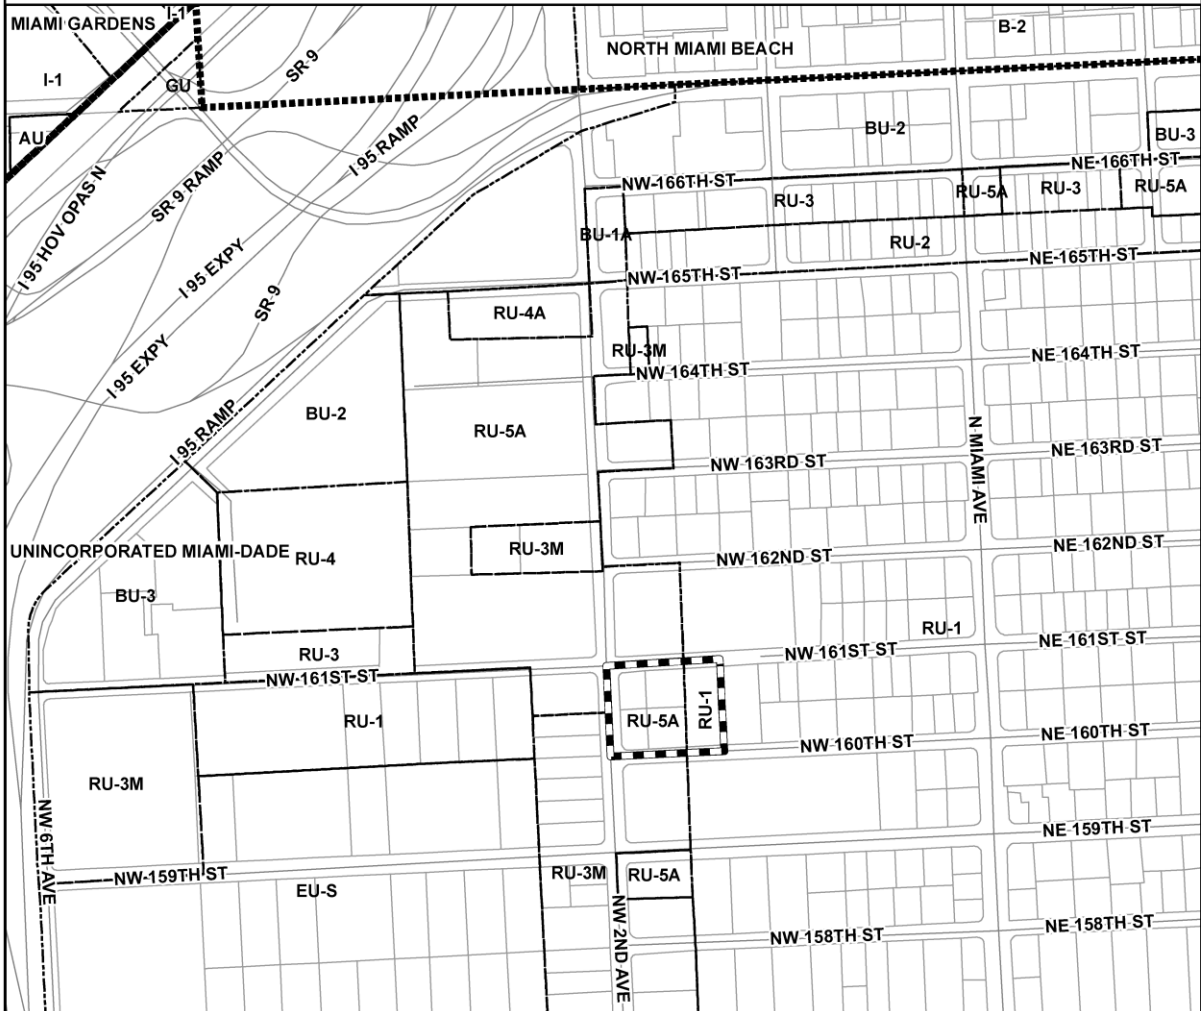 I-1
MIAMI GARDENS
B-2
NORTH MIAMI BEACH
SR 9
I-1
GU
BU-2
AU
BU-3
I 95 RAMP
NE 166TH ST
SR 9 RAMP
NW 166TH ST
RU-5A
RU-3
RU-5A
RU-3
I 95 HOV OPAS N
BU-1A
RU-2
NE 165TH ST
I 95 EXPY
NW 165TH ST
SR 9
RU-4A
RU-3M
NE 164TH ST
I 95 EXPY
NW 164TH ST
BU-2
I 95 RAMP
RU-5A
N MIAMI AVE
NE 163RD ST
NW 163RD ST
UNINCORPORATED MIAMI-DADE
RU-3M
NE 162ND ST
RU-4
NW 162ND ST
BU-3
RU-1
NE 161ST ST
RU-3
NW 161ST ST
NW 161ST ST
RU-1
RU-5A
RU-1
NE 160TH ST
NW 160TH ST
RU-3M
NW 6TH AVE
NE 159TH ST
NW 159TH ST
RU-3M
RU-5A
EU-S
NW 2ND AVE
NE 158TH ST
NW 158TH ST